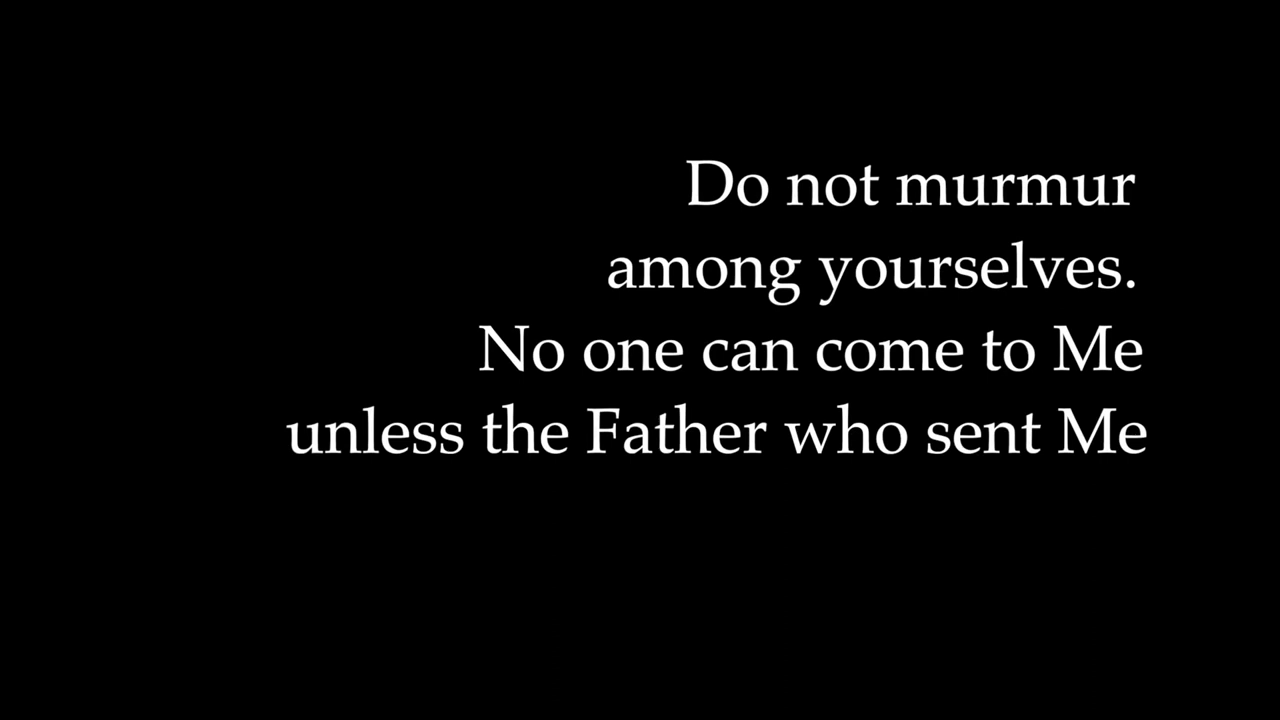 Do not murmur
among yourselves.
No one can come to Me
unless the Father who sent Me